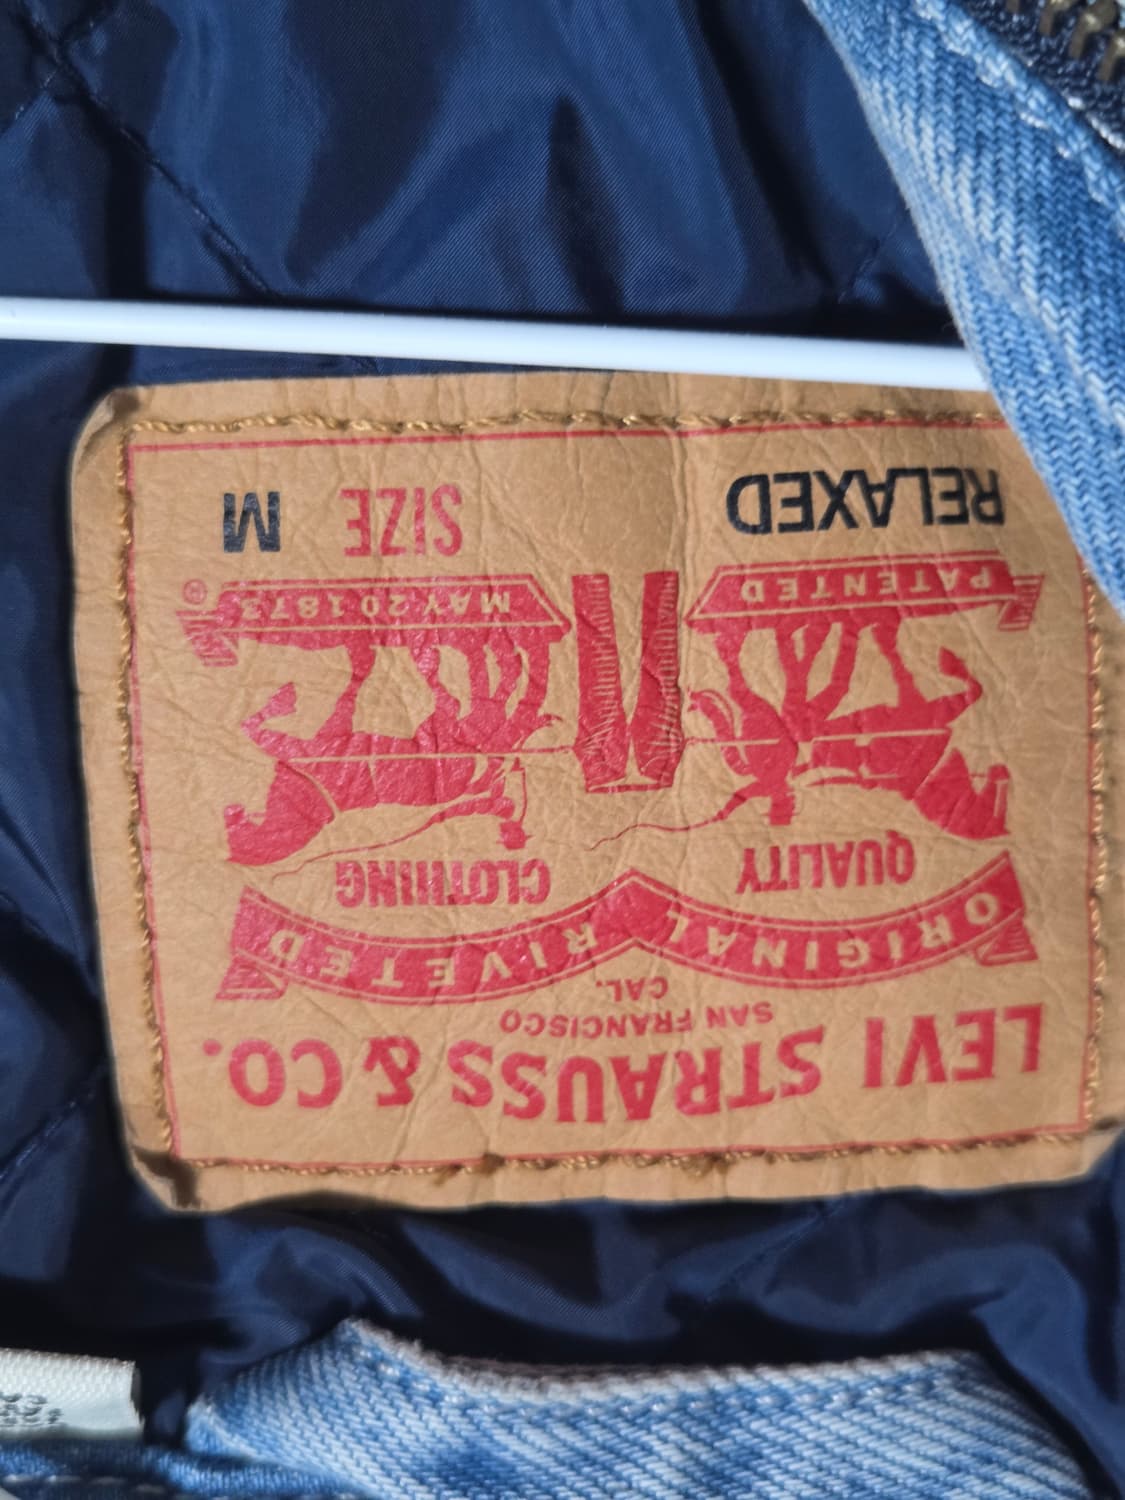 LEVI STRAUSS & CO.
SAN FRANCISCO
CAL.
ORIGINAL RIVETED
QUALITY CLOTHING
PATENTED MAY 20 1873 ®
RELAXED SIZE M